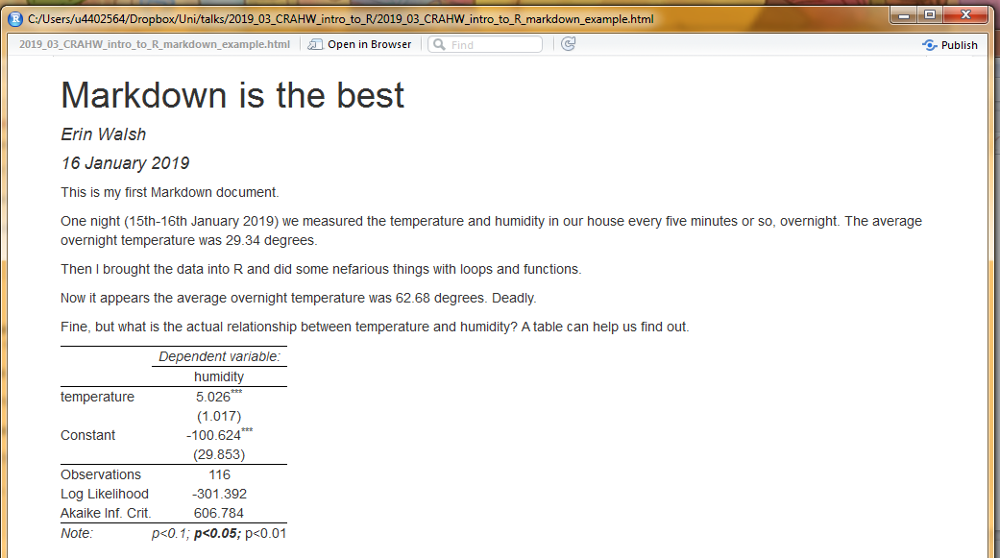 C:/Users/u4402564/Dropbox/Uni/talks/2019_03_CRAHW_intro_to_R/2019_03_CRAHW_intro_to_R_markdown_example.html
2019_03_CRAHW_intro_to_R_markdown_example.html Open in Browser Find Publish
Markdown is the best
Erin Walsh
16 January 2019
This is my first Markdown document.
One night (15th-16th January 2019) we measured the temperature and humidity in our house every five minutes or so, overnight. The average
overnight temperature was 29.34 degrees.
Then I brought the data into R and did some nefarious things with loops and functions.
Now it appears the average overnight temperature was 62.68 degrees. Deadly.
Fine, but what is the actual relationship between temperature and humidity? A table can help us find out.
Dependent variable:
humidity
temperature 5.026***
(1.017)
Constant -100.624***
(29.853)
Observations 116
Log Likelihood -301.392
Akaike Inf. Crit. 606.784
Note: p<0.1; p<0.05; p<0.01